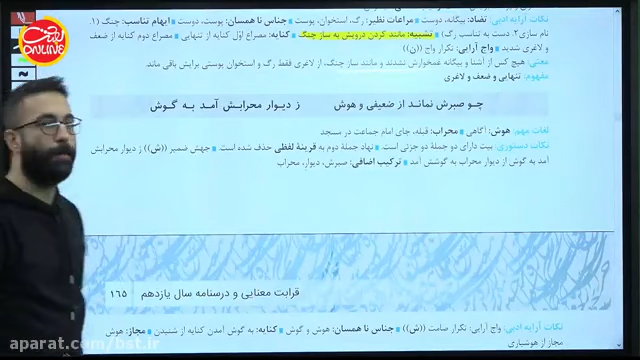 نکات آرایه ادبی: تضاد: بیگانه، دوست ■ مراعات نظیر: رگ، استخوان، پوست ■ جناس ناهمسان: پوست، دوست ■ ایهام تناسب: چنگ (۱.
نام سازی ۲. دست به تناسب رگ) ■ تشبیه: مانند کردن درویش به ساز چنگ ■ کنایه: مصراع اوّل کنایه از تنهایی ■ مصراع دوم کنایه از ضعف
و لاغری شدید ■ واج آرایی: تکرار واج ((ن))
معنی: هیچ کس از آشنا و بیگانه غمخوارش نشدند و مانند ساز چنگ، از لاغری فقط رگ و استخوان پوستی برایش باقی ماند.
مفهوم: تنهایی و ضعف و لاغری
چو صبرش نماند از ضعیفی و هوش ز دیوار محرابش آمد به گوش
لغات مهم: هوش: آگاهی ■ محراب: قبله، جای امام جماعت در مسجد
نکات دستوری: بیت دارای دو جملهٔ دو جزئی است. ■ نهاد جملهٔ دوم به قرینهٔ لفظی حذف شده است ■ جهش ضمیر ((ش)) ز دیوار محرابش
آمد به گوش از دیوار محراب به گوشش آمد ■ ترکیب اضافی: صبرش، دیوارِ محراب
قرابت معنایی و درسنامه سال یازدهم ۱۶۵
نکات آرایه ادبی: واج آرایی: تکرار صامت ((ش)) ■ جناس ناهمسان: هوش و گوش ■ کنایه: به گوش آمدن کنایه از شنیدن ■ مجاز: هوش
مجاز از هوشیاری
ONLINE
aparat.com/bst.ir